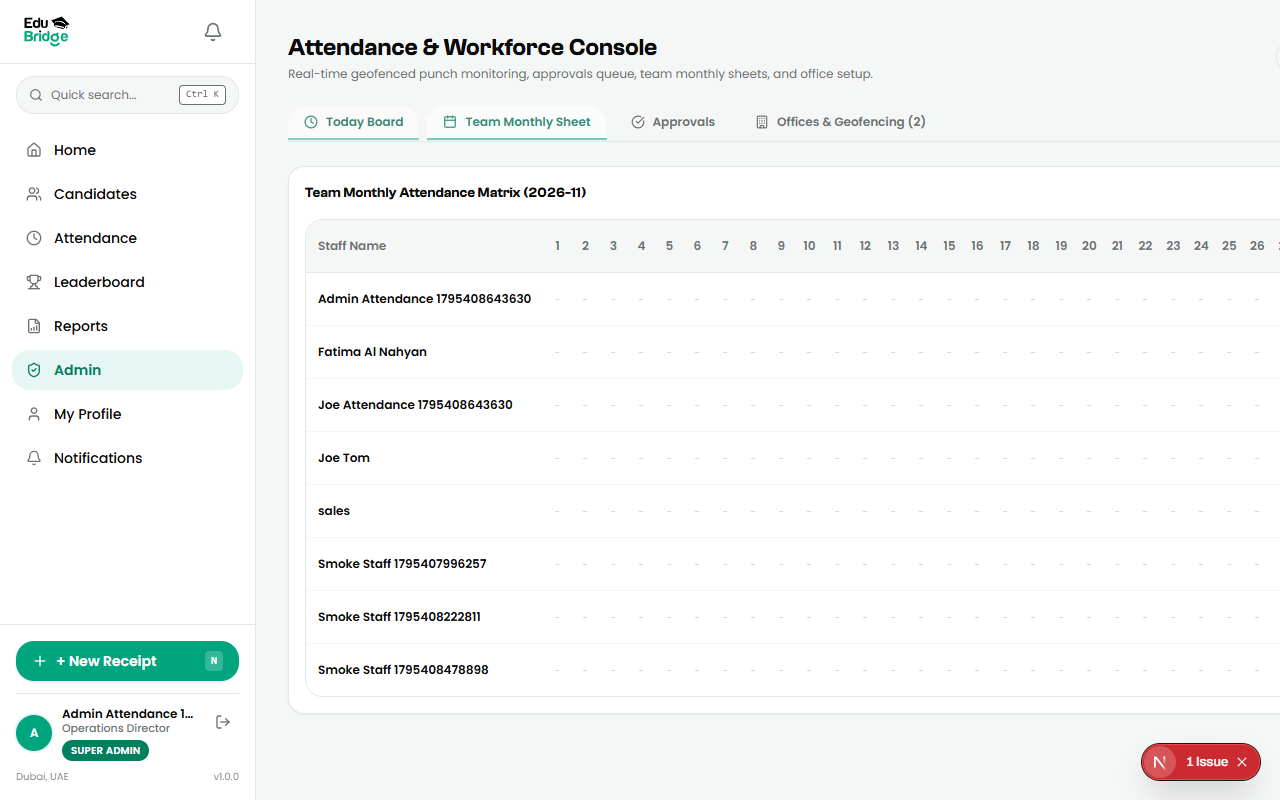 Edu
Bridge
Quick search...
Ctrl K
Home
Candidates
Attendance
Leaderboard
Reports
Admin
My Profile
Notifications
+ New Receipt
N
A
Admin Attendance 1...
Operations Director
SUPER ADMIN
Dubai, UAE
v1.0.0
Attendance & Workforce Console
Real-time geofenced punch monitoring, approvals queue, team monthly sheets, and office setup.
Today Board
Team Monthly Sheet
Approvals
Offices & Geofencing (2)
Team Monthly Attendance Matrix (2026-11)
Staff Name 1 2 3 4 5 6 7 8 9 10 11 12 13 14 15 16 17 18 19 20 21 22 23 24 25 26
Admin Attendance 1795408643630 - - - - - - - - - - - - - - - - - - - - - - - - - -
Fatima Al Nahyan - - - - - - - - - - - - - - - - - - - - - - - - - -
Joe Attendance 1795408643630 - - - - - - - - - - - - - - - - - - - - - - - - - -
Joe Tom - - - - - - - - - - - - - - - - - - - - - - - - - -
sales - - - - - - - - - - - - - - - - - - - - - - - - - -
Smoke Staff 1795407996257 - - - - - - - - - - - - - - - - - - - - - - - - - -
Smoke Staff 1795408222811 - - - - - - - - - - - - - - - - - - - - - - - - - -
Smoke Staff 1795408478898 - - - - - - - - - - - - - - - - - - - - - - - - - -
N
1 Issue